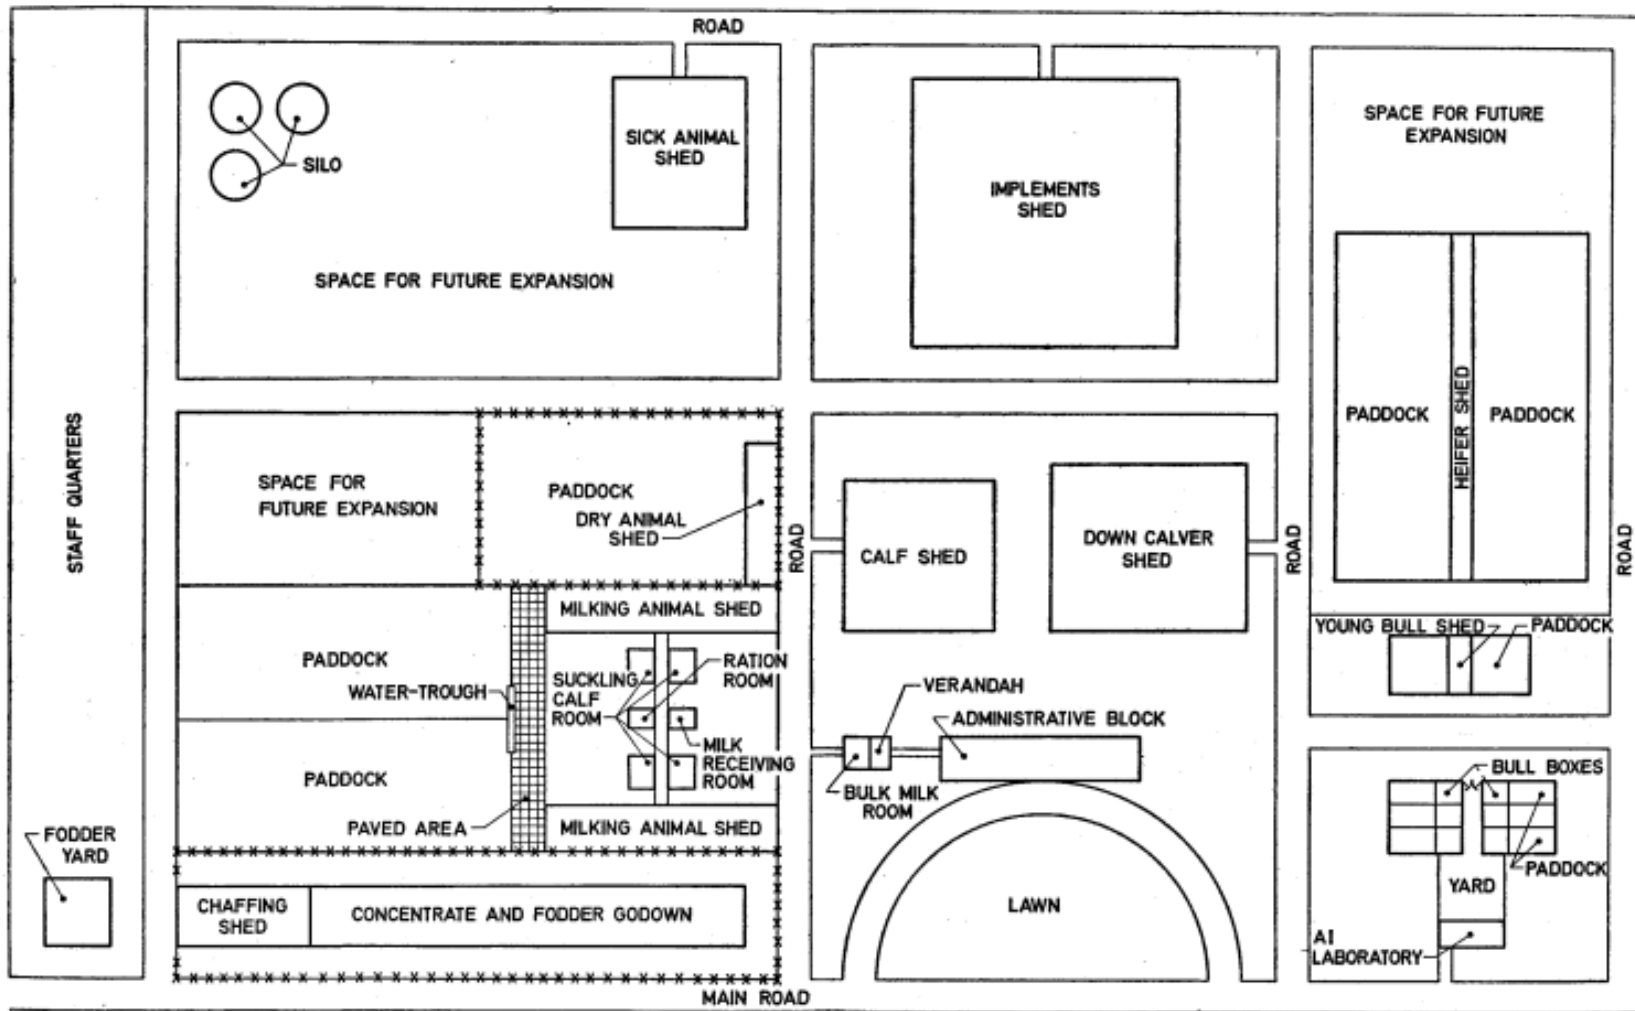 ROAD
SILO
SICK ANIMAL
SHED
SPACE FOR FUTURE EXPANSION
IMPLEMENTS
SHED
SPACE FOR FUTURE
EXPANSION
PADDOCK
HEIFER SHED
PADDOCK
STAFF QUARTERS
SPACE FOR
FUTURE EXPANSION
PADDOCK
DRY ANIMAL
SHED
ROAD
CALF SHED
DOWN CALVER
SHED
ROAD
ROAD
MILKING ANIMAL SHED
PADDOCK
WATER-TROUGH
SUCKLING
CALF
ROOM
RATION
ROOM
MILK
RECEIVING
ROOM
PADDOCK
PAVED AREA
MILKING ANIMAL SHED
VERANDAH
ADMINISTRATIVE BLOCK
BULK MILK
ROOM
YOUNG BULL SHED
PADDOCK
BULL BOXES
PADDOCK
YARD
AI
LABORATORY
FODDER
YARD
CHAFFING
SHED
CONCENTRATE AND FODDER GODOWN
LAWN
MAIN ROAD